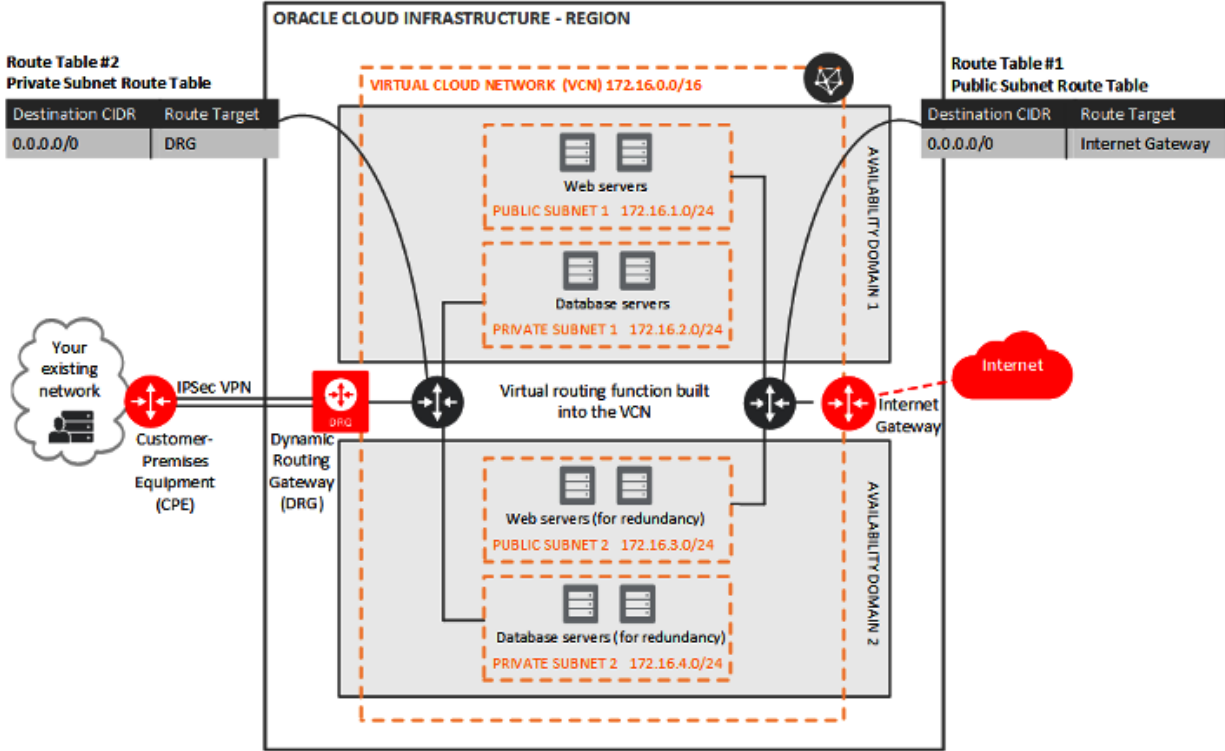 ORACLE CLOUD INFRASTRUCTURE - REGION
Route Table #2
Private Subnet Route Table
Destination CIDR Route Target
0.0.0.0/0 DRG
Route Table #1
Public Subnet Route Table
Destination CIDR Route Target
0.0.0.0/0 Internet Gateway
VIRTUAL CLOUD NETWORK (VCN) 172.16.0.0/16
AVAILABILITY DOMAIN 1
Web servers
PUBLIC SUBNET 1 172.16.1.0/24
Database servers
PRIVATE SUBNET 1 172.16.2.0/24
Your
existing
network
IPSec VPN
Customer-
Premises
Equipment
(CPE)
DRG
Dynamic
Routing
Gateway
(DRG)
Virtual routing function built
into the VCN
Internet
Gateway
Internet
AVAILABILITY DOMAIN 2
Web servers (for redundancy)
PUBLIC SUBNET 2 172.16.3.0/24
Database servers (for redundancy)
PRIVATE SUBNET 2 172.16.4.0/24